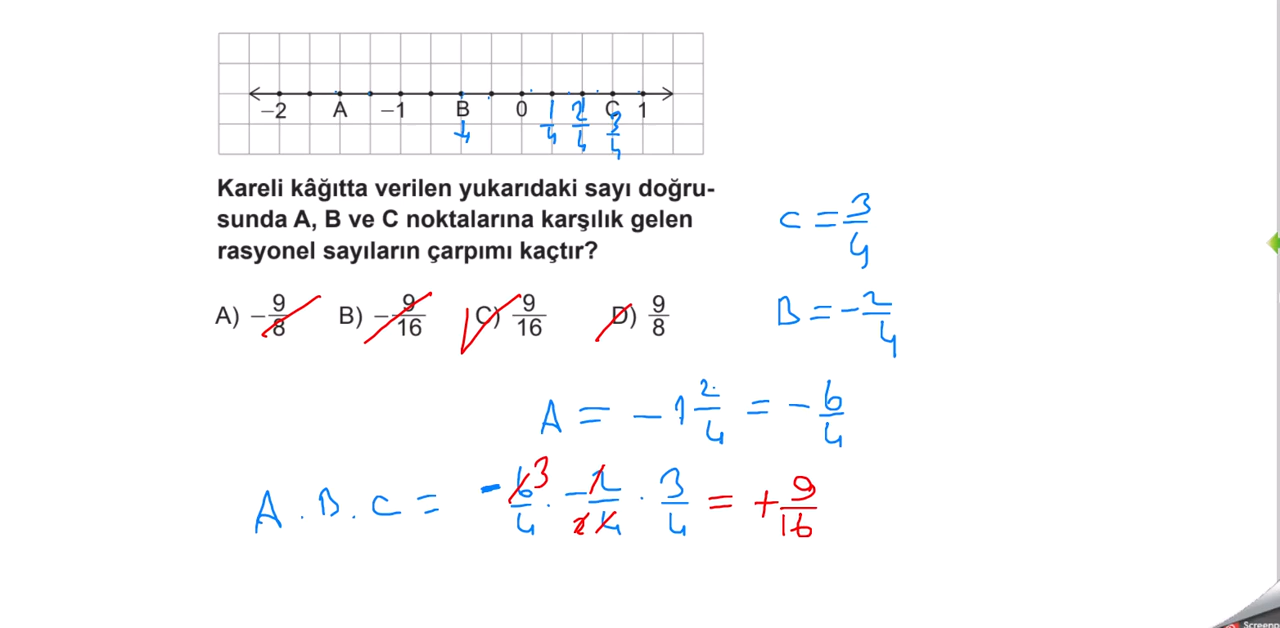 −2 A −1 B 0 C 1
1/4 2/4 3/4
Kareli kâğıtta verilen yukarıdaki sayı doğru-
sunda A, B ve C noktalarına karşılık gelen
rasyonel sayıların çarpımı kaçtır?
A) −9/8 B) −9/16 C) 9/16 D) 9/8
C = 3/4
B = −2/4
A = −1 2/4 = −6/4
A . B . C = −6/4 3 . −2/4 2 . 3/4 = +9/16